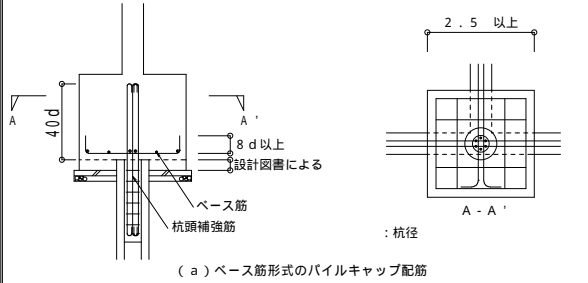 2.5 以上
A
A'
40d
8d以上
設計図書による
ベース筋
杭頭補強筋
A-A'
:杭径
(a)ベース筋形式のパイルキャップ配筋